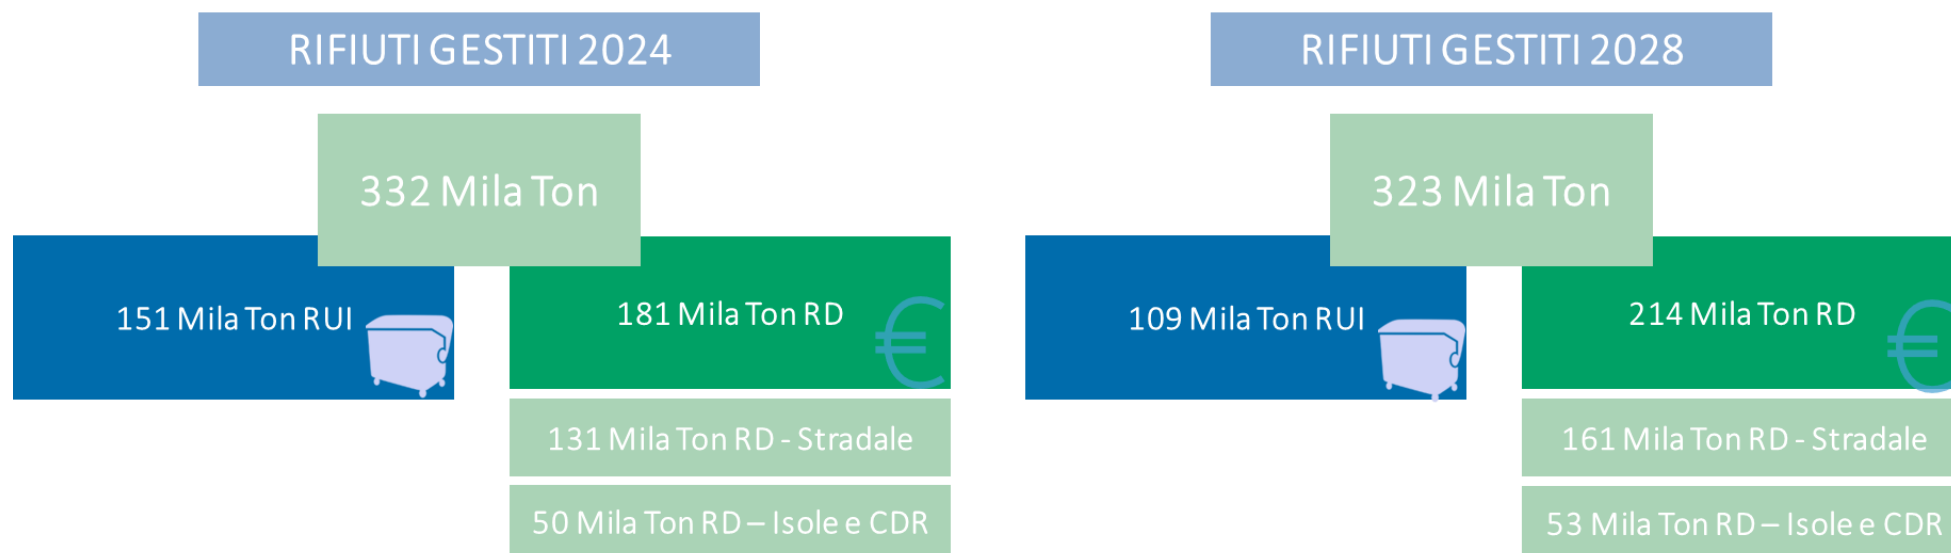 RIFIUTI GESTITI 2024
332 Mila Ton
151 Mila Ton RUI
181 Mila Ton RD
€
131 Mila Ton RD - Stradale
50 Mila Ton RD – Isole e CDR
RIFIUTI GESTITI 2028
323 Mila Ton
109 Mila Ton RUI
214 Mila Ton RD
€
161 Mila Ton RD - Stradale
53 Mila Ton RD – Isole e CDR